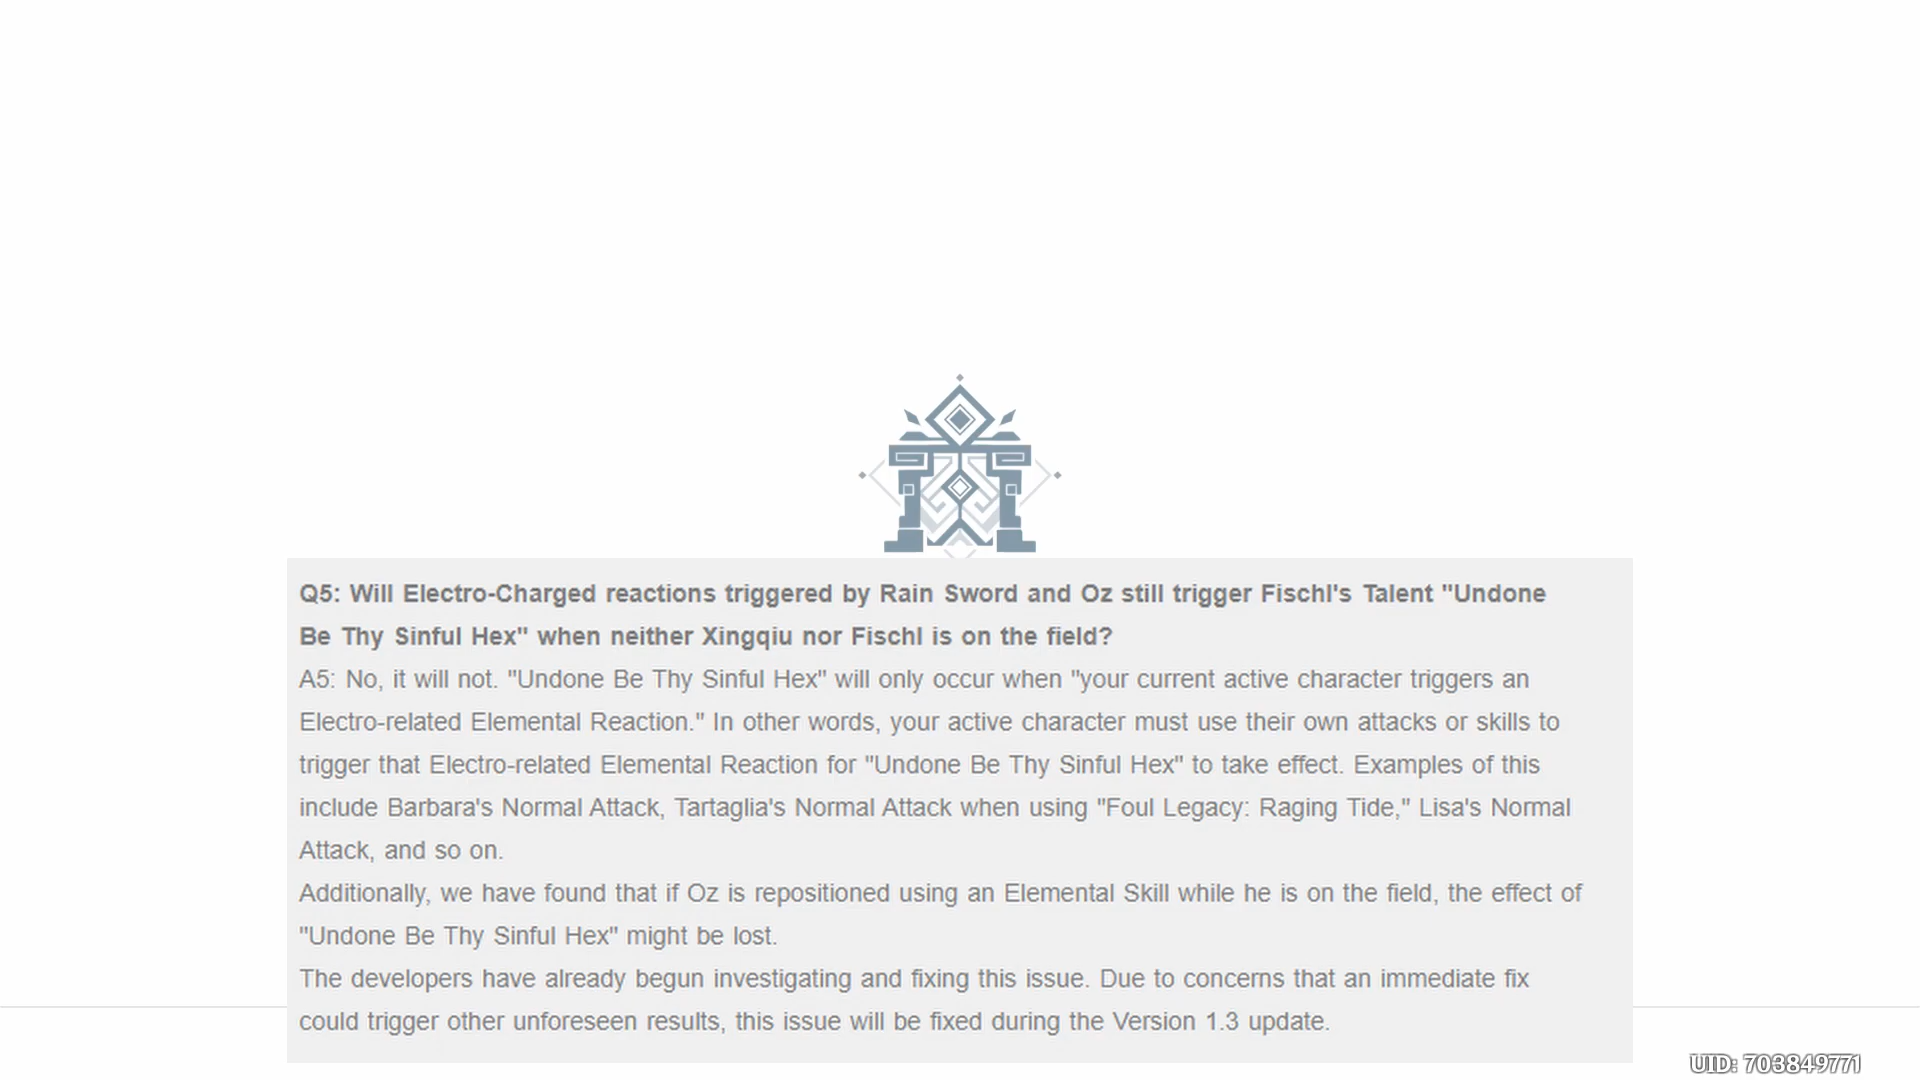 Q5: Will Electro-Charged reactions triggered by Rain Sword and Oz still trigger Fischl's Talent "Undone
Be Thy Sinful Hex" when neither Xingqiu nor Fischl is on the field?
A5: No, it will not. "Undone Be Thy Sinful Hex" will only occur when "your current active character triggers an
Electro-related Elemental Reaction." In other words, your active character must use their own attacks or skills to
trigger that Electro-related Elemental Reaction for "Undone Be Thy Sinful Hex" to take effect. Examples of this
include Barbara's Normal Attack, Tartaglia's Normal Attack when using "Foul Legacy: Raging Tide," Lisa's Normal
Attack, and so on.
Additionally, we have found that if Oz is repositioned using an Elemental Skill while he is on the field, the effect of
"Undone Be Thy Sinful Hex" might be lost.
The developers have already begun investigating and fixing this issue. Due to concerns that an immediate fix
could trigger other unforeseen results, this issue will be fixed during the Version 1.3 update.
UID: 703849771